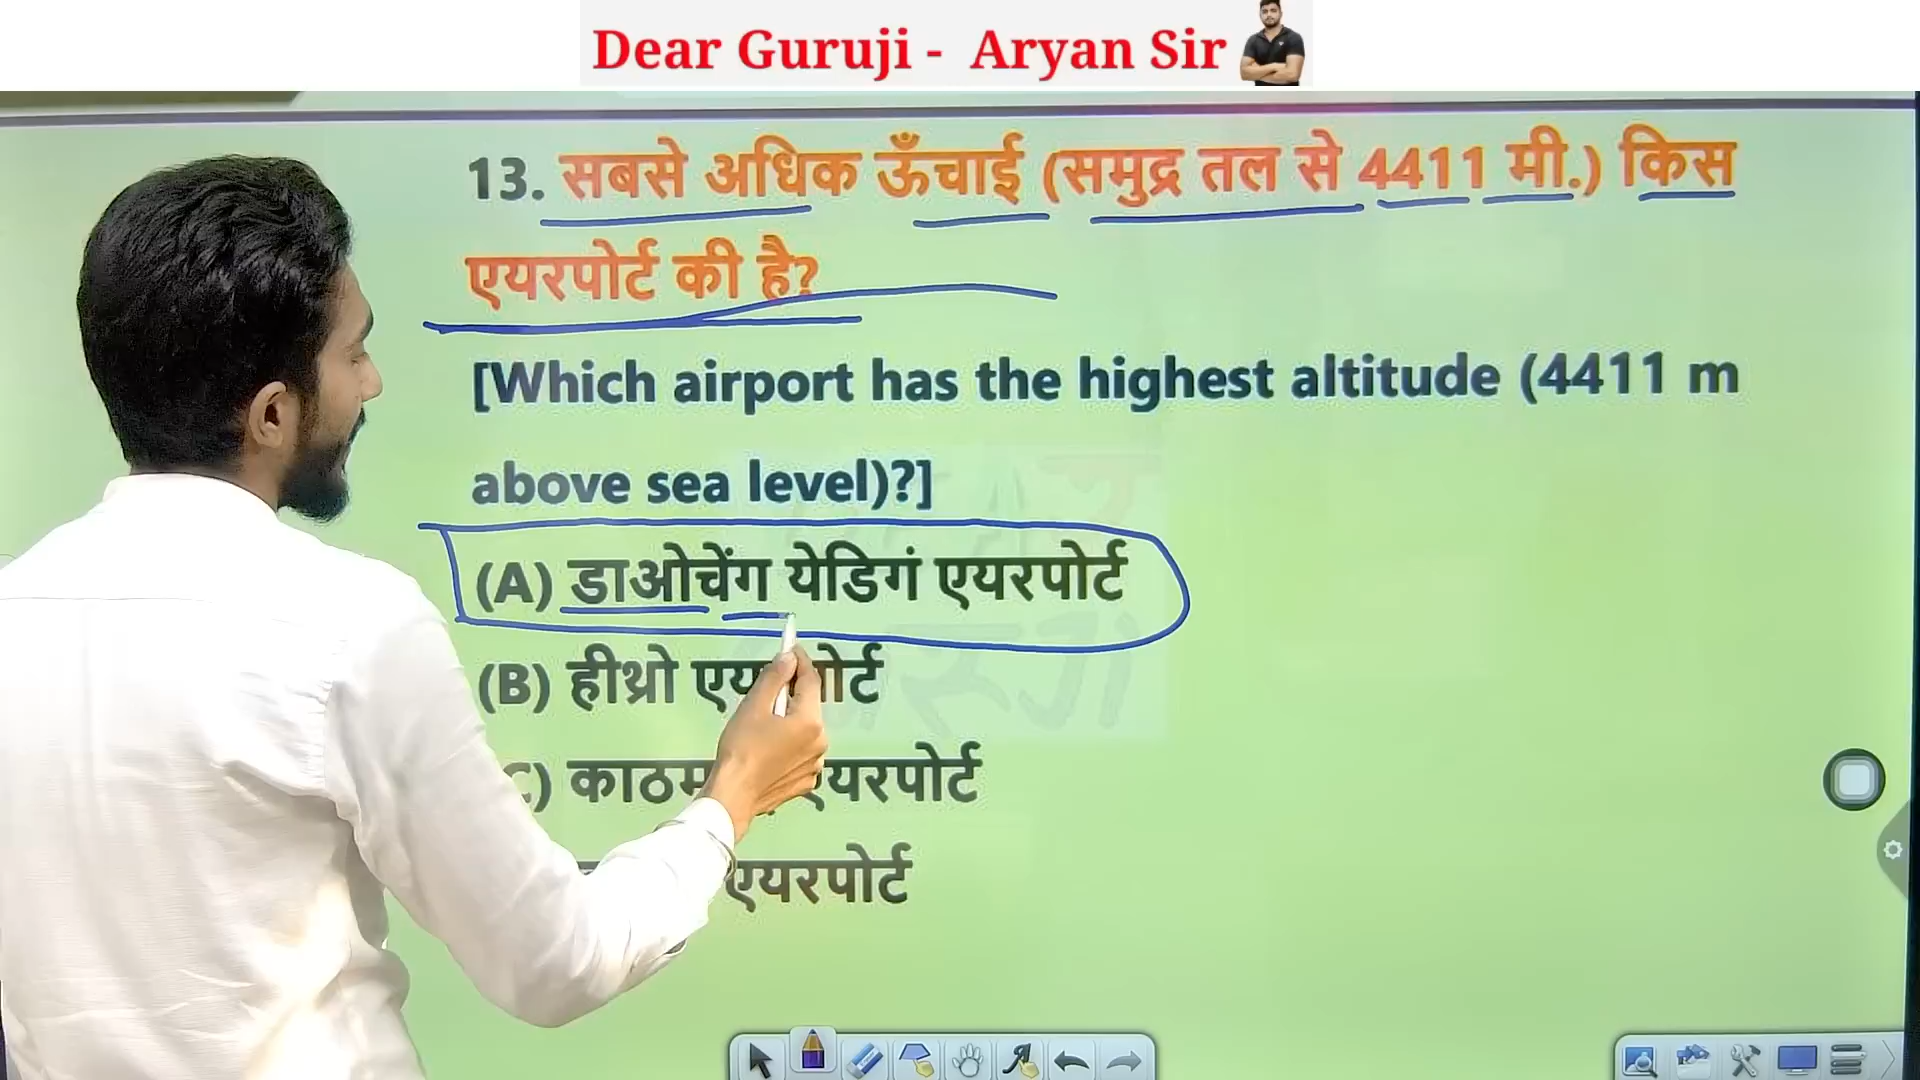 Dear Guruji - Aryan Sir
13. सबसे अधिक ऊँचाई (समुद्र तल से 4411 मी.) किस
एयरपोर्ट की है?
[Which airport has the highest altitude (4411 m
above sea level)?]
(A) डाओचेंग येडिगं एयरपोर्ट
(B) हीथ्रो एयरपोर्ट
(C) एयरपोर्ट
एयरपोर्ट